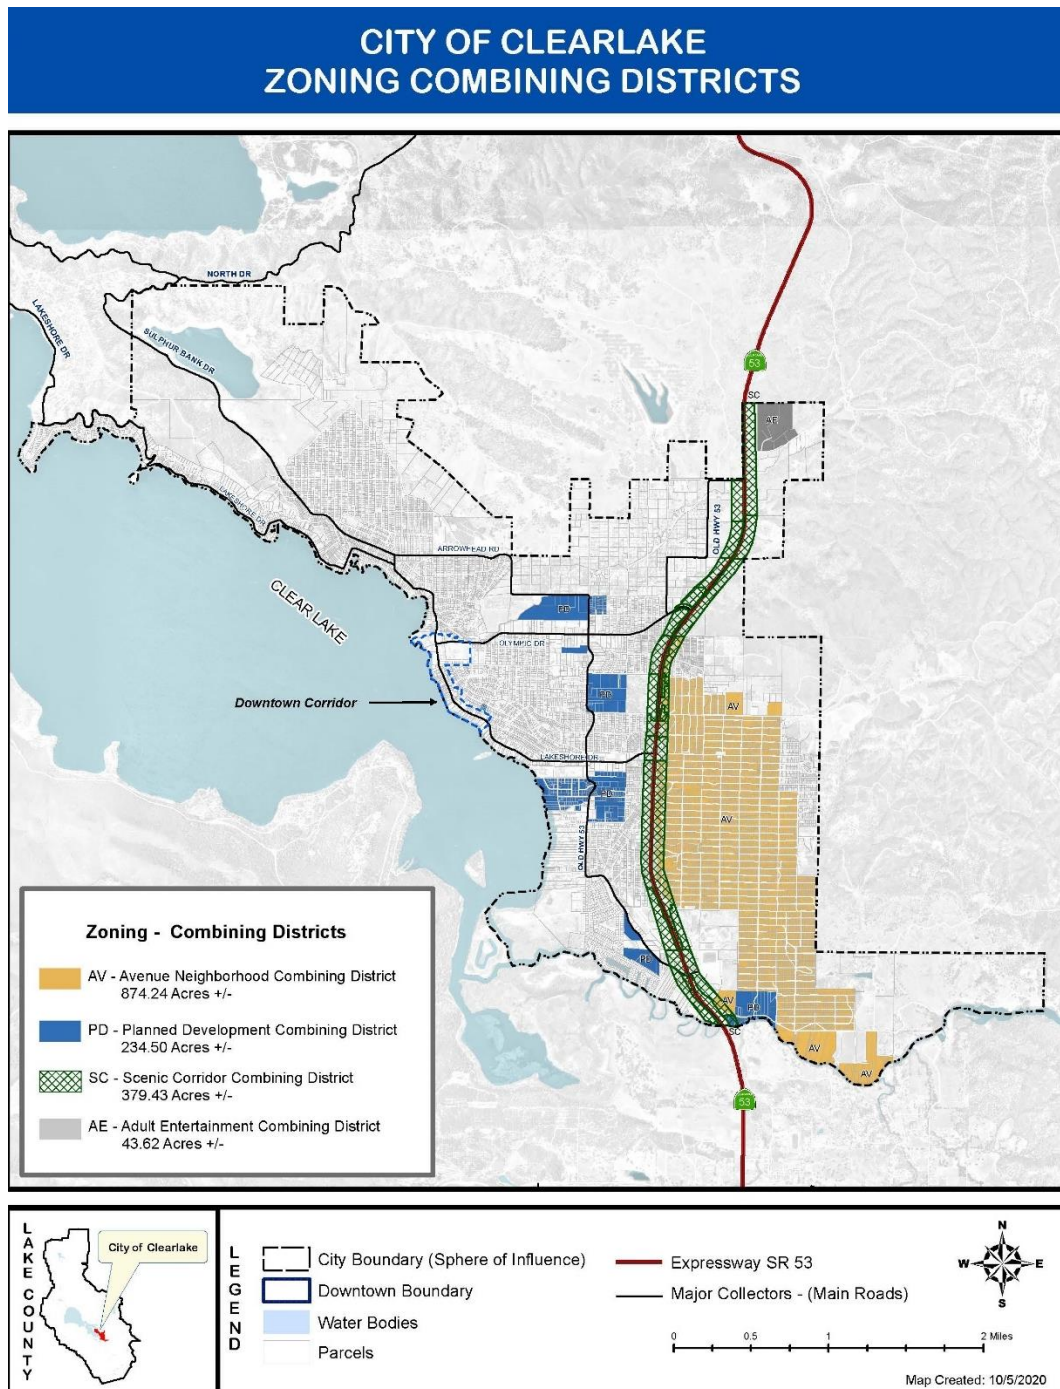 CITY OF CLEARLAKE
ZONING COMBINING DISTRICTS
NORTH DR
LAKESHORE DR
SULPHUR BANK DR
53
SC
AE
LAKESHORE DR
OLD HWY 53
ARROWHEAD RD
CLEAR LAKE
PD
OLYMPIC DR
Downtown Corridor
PD
AV
LAKESHORE DR
PD
AV
OLD HWY 53
PD
AV
PD
SC
AV
AV
53
Zoning - Combining Districts
AV - Avenue Neighborhood Combining District
874.24 Acres +/-
PD - Planned Development Combining District
234.50 Acres +/-
SC - Scenic Corridor Combining District
379.43 Acres +/-
AE - Adult Entertainment Combining District
43.62 Acres +/-
LAKE COUNTY
City of Clearlake
LEGEND
City Boundary (Sphere of Influence)
Downtown Boundary
Water Bodies
Parcels
Expressway SR 53
Major Collectors - (Main Roads)
N
W
E
S
0 0.5 1 2 Miles
Map Created: 10/5/2020